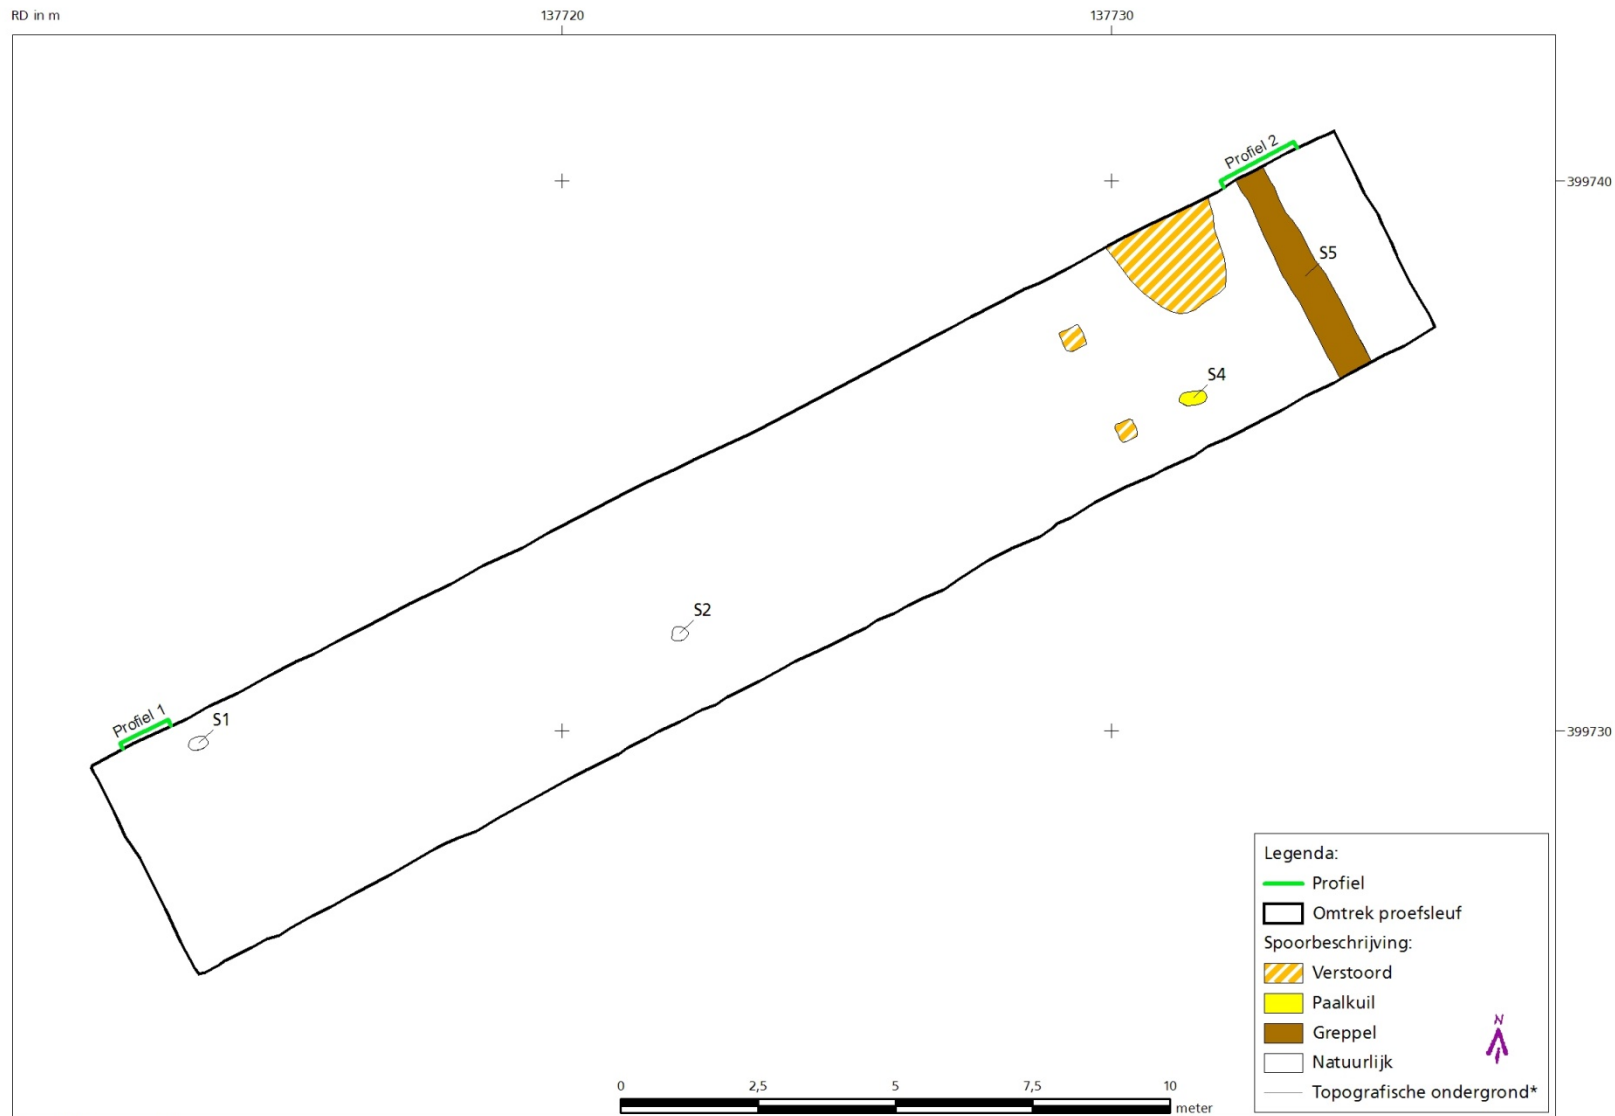 RD in m
137720
137730
Profiel 2
399740
S5
S4
S2
Profiel 1
S1
399730
Legenda:
Profiel
Omtrek proefsleuf
Spoorbeschrijving:
Verstoord
Paalkuil
Greppel
Natuurlijk
Topografische ondergrond*
N
0 2,5 5 7,5 10
meter